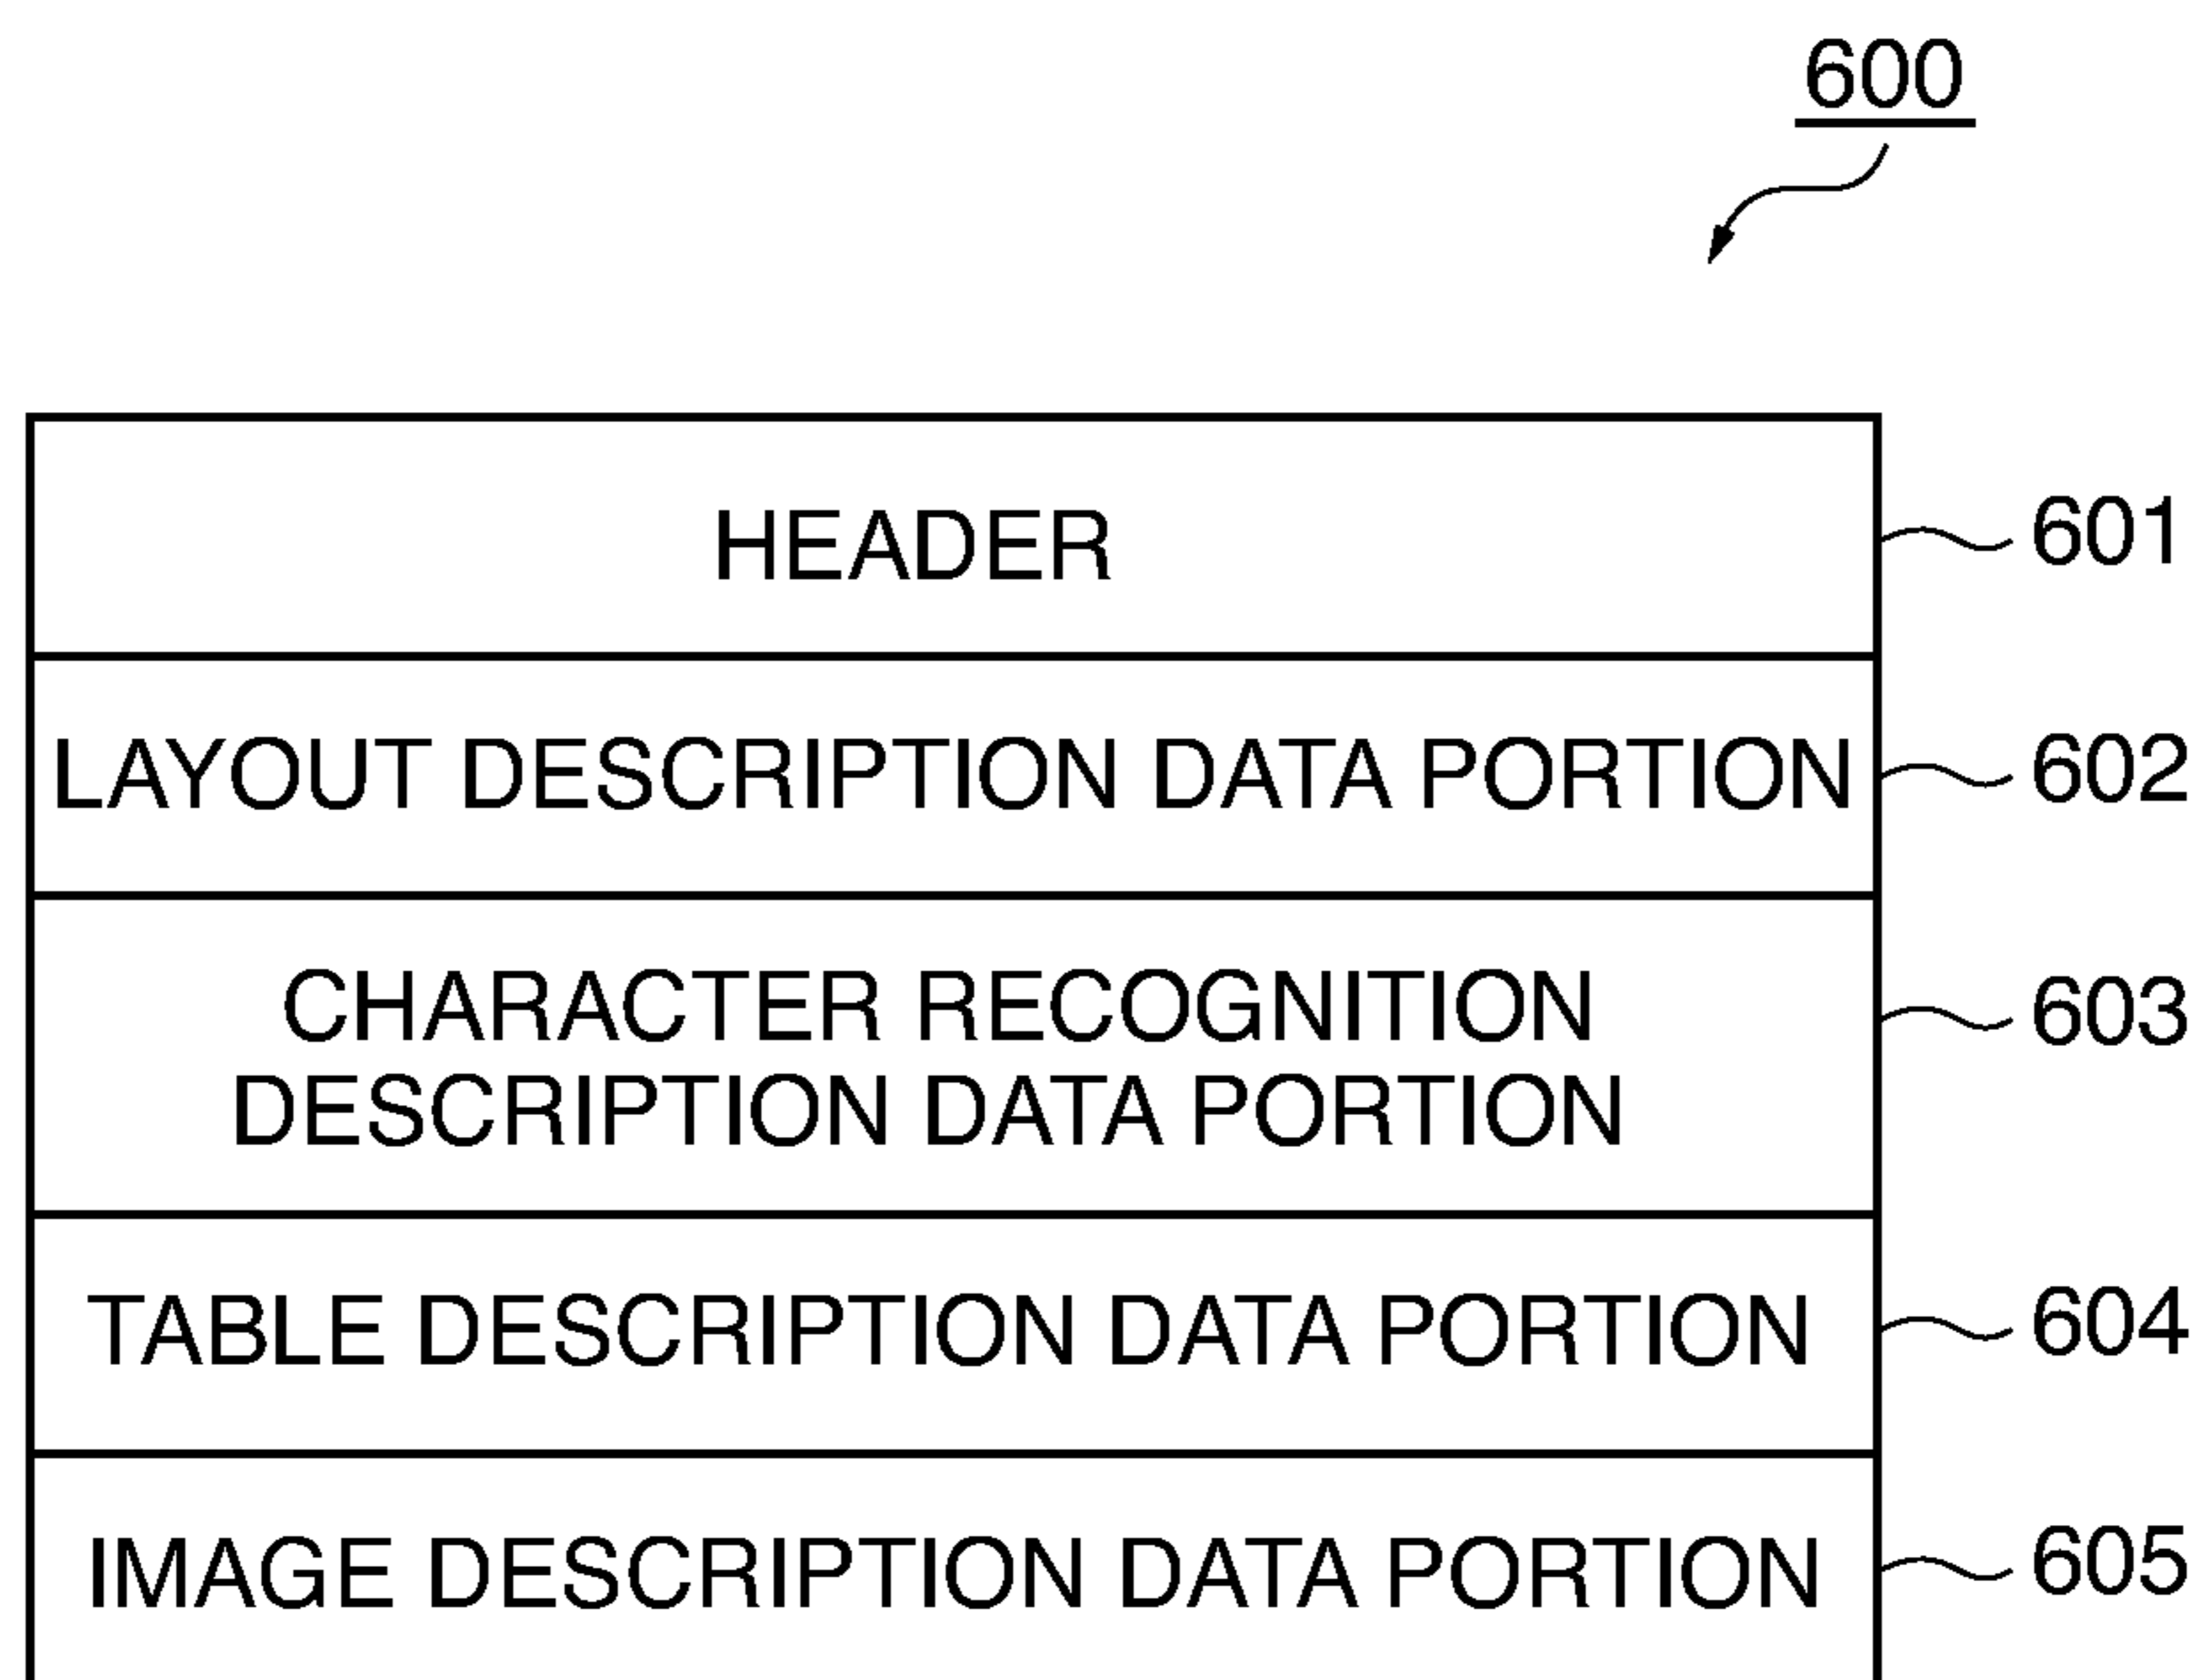 600
HEADER 601
LAYOUT DESCRIPTION DATA PORTION 602
CHARACTER RECOGNITION 603
DESCRIPTION DATA PORTION
TABLE DESCRIPTION DATA PORTION 604
IMAGE DESCRIPTION DATA PORTION 605